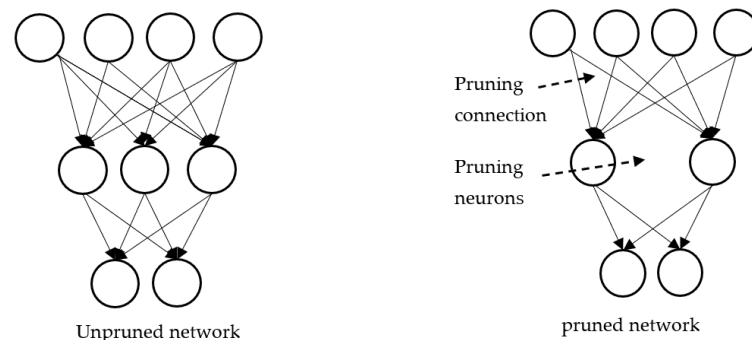 Pruning
connection
Pruning
neurons
Unpruned network
pruned network